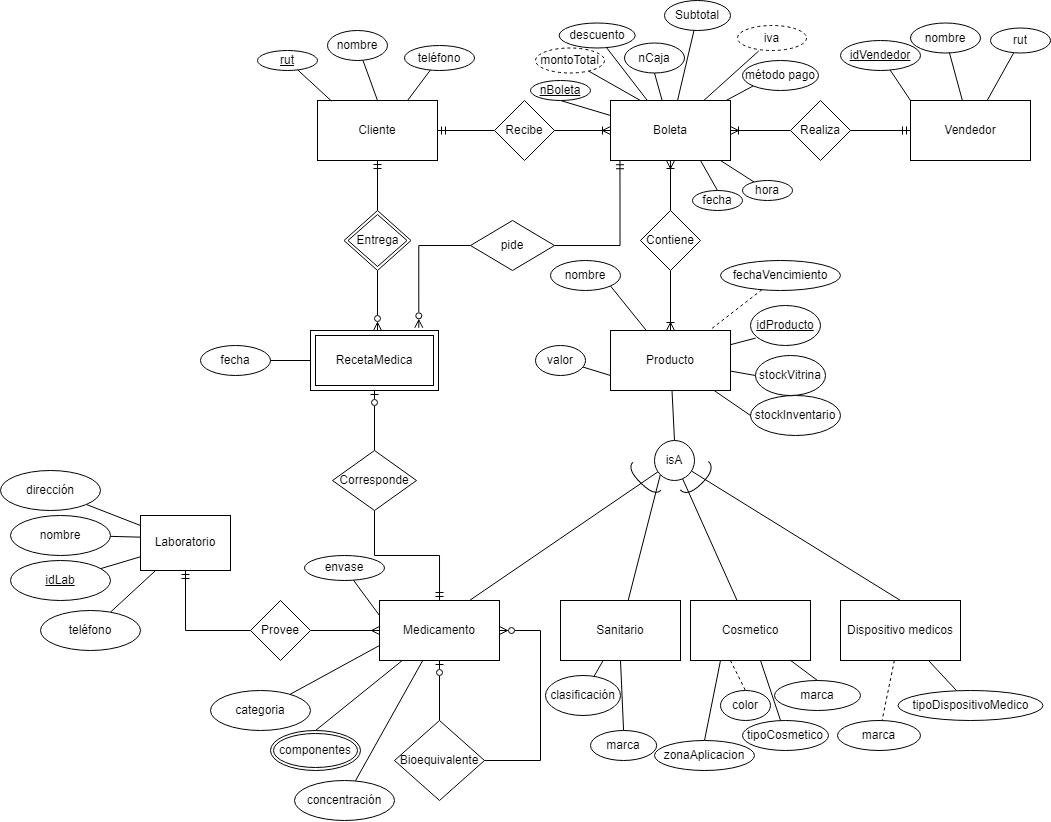 Subtotal
descuento
iva
nombre
nombre
rut
rut
teléfono
montoTotal
nCaja
idVendedor
método pago
nBoleta
Cliente
Recibe
Boleta
Realiza
Vendedor
hora
fecha
Entrega
pide
Contiene
nombre
fechaVencimiento
idProducto
fecha
RecetaMedica
valor
Producto
stockVitrina
stockInventario
isA
Corresponde
dirección
nombre
Laboratorio
envase
idLab
teléfono
Provee
Medicamento
Sanitario
Cosmetico
Dispositivo medicos
clasificación
marca
categoria
color
tipoDispositivoMedico
marca
tipoCosmetico
marca
componentes
Bioequivalente
zonaAplicacion
concentración